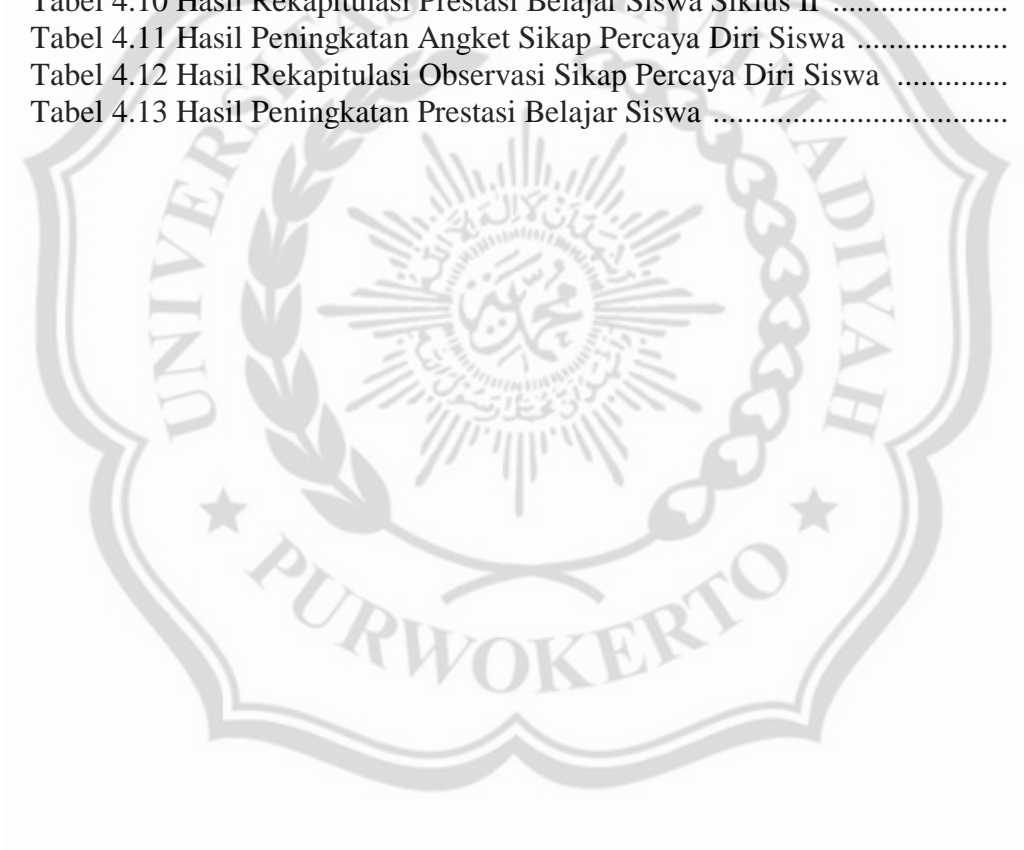 Tabel 4.10 Hasil Rekapitulasi Prestasi Belajar Siswa Siklus II ......................
Tabel 4.11 Hasil Peningkatan Angket Sikap Percaya Diri Siswa ...................
Tabel 4.12 Hasil Rekapitulasi Observasi Sikap Percaya Diri Siswa ..............
Tabel 4.13 Hasil Peningkatan Prestasi Belajar Siswa ...................................
UNIVERSITAS
MADIYAH
PURWOKERTO
محمد